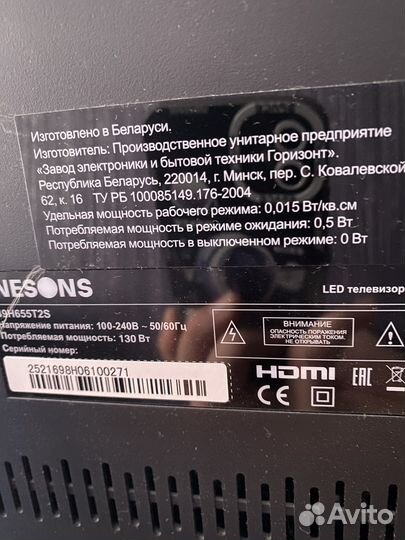 Изготовлено в Беларуси.
Изготовитель: Производственное унитарное предприятие
«Завод электроники и бытовой техники Горизонт».
Республика Беларусь, 220014, г. Минск, пер. С. Ковалевской
62, к. 16 ТУ РБ 100085149.176-2004
Удельная мощность рабочего режима: 0,015 Вт/кв.см
Потребляемая мощность в режиме ожидания: 0,5 Вт
Потребляемая мощность в выключенном режиме: 0 Вт
NESONS
LED телевизор
9H655T2S
Напряжение питания: 100-240В ~ 50/60Гц
Потребляемая мощность: 130 Вт
Серийный номер:
2521698H06100271
ВНИМАНИЕ
ОПАСНОСТЬ ПОРАЖЕНИЯ
ЭЛЕКТРИЧЕСКИМ ТОКОМ.
НЕ ОТКРЫВАТЬ
HDMI EAC
CE
Avito